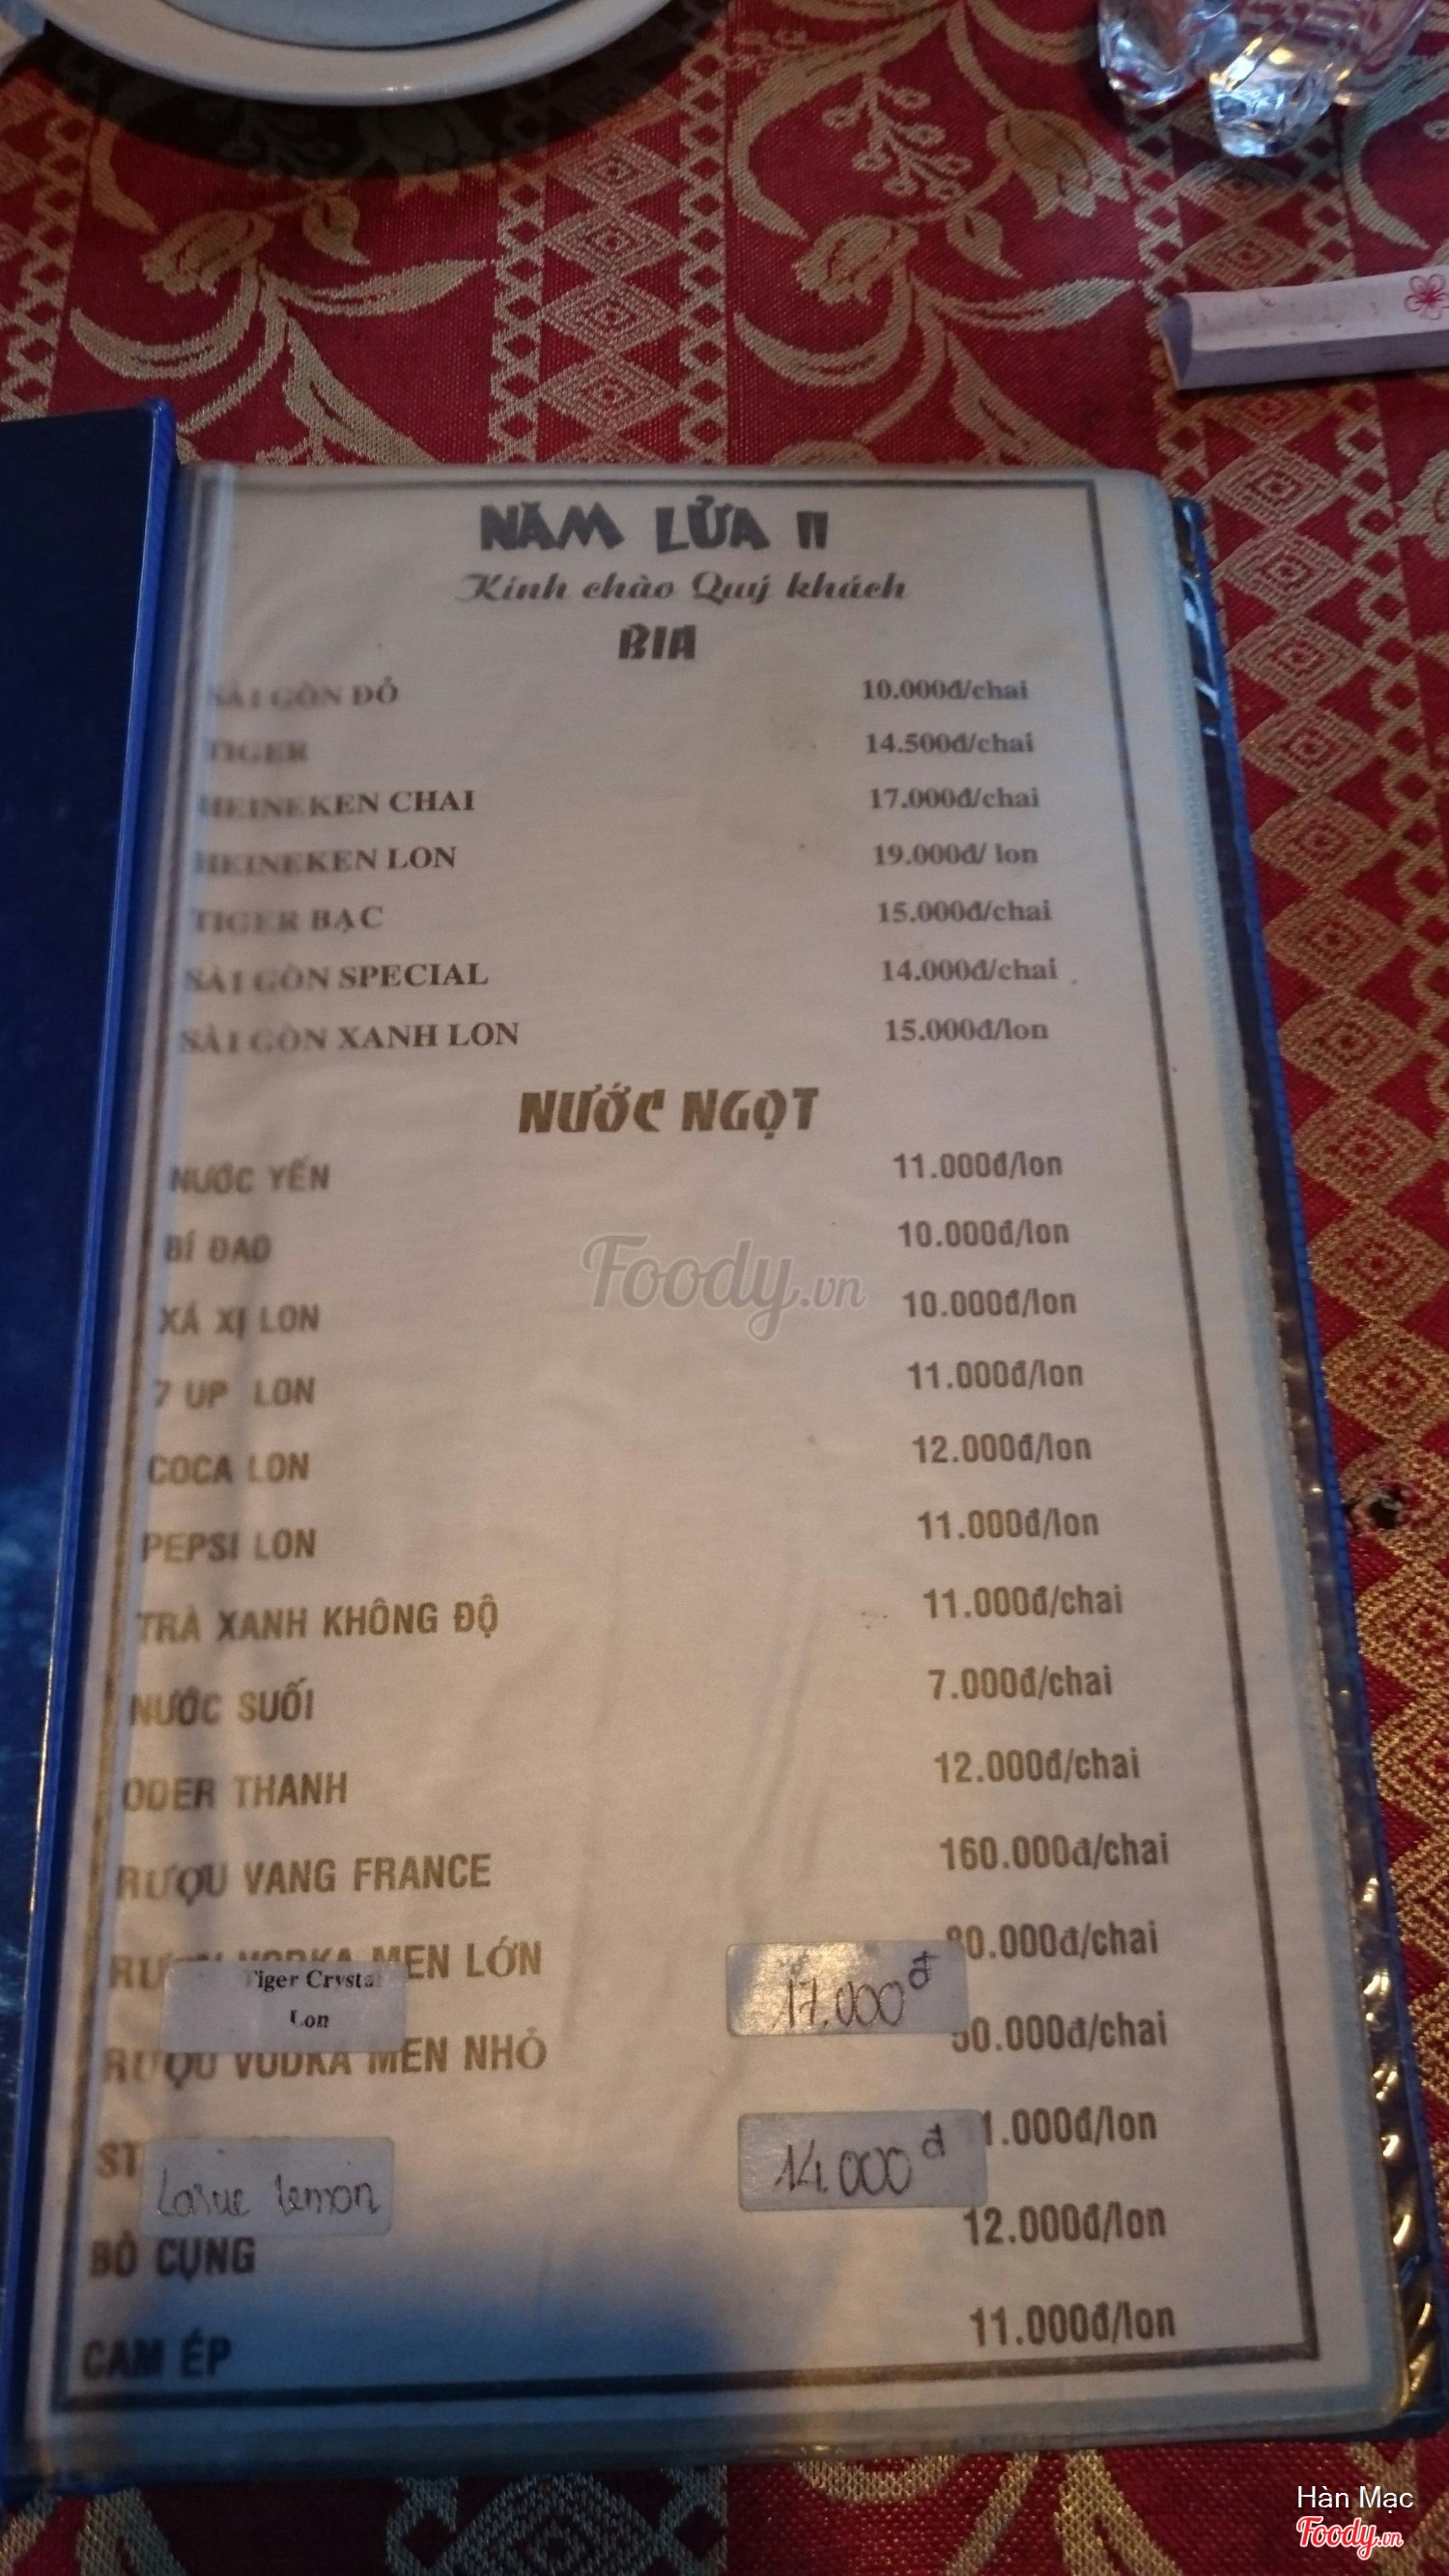 NĂM LỬA II
Kính chào Quý khách
BIA
SÀI GÒN ĐỎ 10.000đ/chai
TIGER 14.500đ/chai
HEINEKEN CHAI 17.000đ/chai
HEINEKEN LON 19.000đ/ lon
TIGER BẠC 15.000đ/chai
SÀI GÒN SPECIAL 14.000đ/chai
SÀI GÒN XANH LON 15.000đ/lon
NƯỚC NGỌT
NƯỚC YẾN 11.000đ/lon
BÍ ĐAO 10.000đ/lon
Foody.vn
XÁ XỊ LON 10.000đ/lon
7 UP LON 11.000đ/lon
COCA LON 12.000đ/lon
PEPSI LON 11.000đ/lon
TRÀ XANH KHÔNG ĐỘ 11.000đ/chai
NƯỚC SUỐI 7.000đ/chai
ODER THANH 12.000đ/chai
RƯỢU VANG FRANCE 160.000đ/chai
RƯỢU VODKA MEN LỚN 0.000đ/chai
Tiger Crystal 17.000đ
Lon
RƯỢU VODKA MEN NHỎ 0.000đ/chai
ST 1.000đ/lon
Larue Lemon 14.000đ
BÒ CỤNG 12.000đ/lon
CAM ÉP 11.000đ/lon
Hàn Mạc
Foody.vn